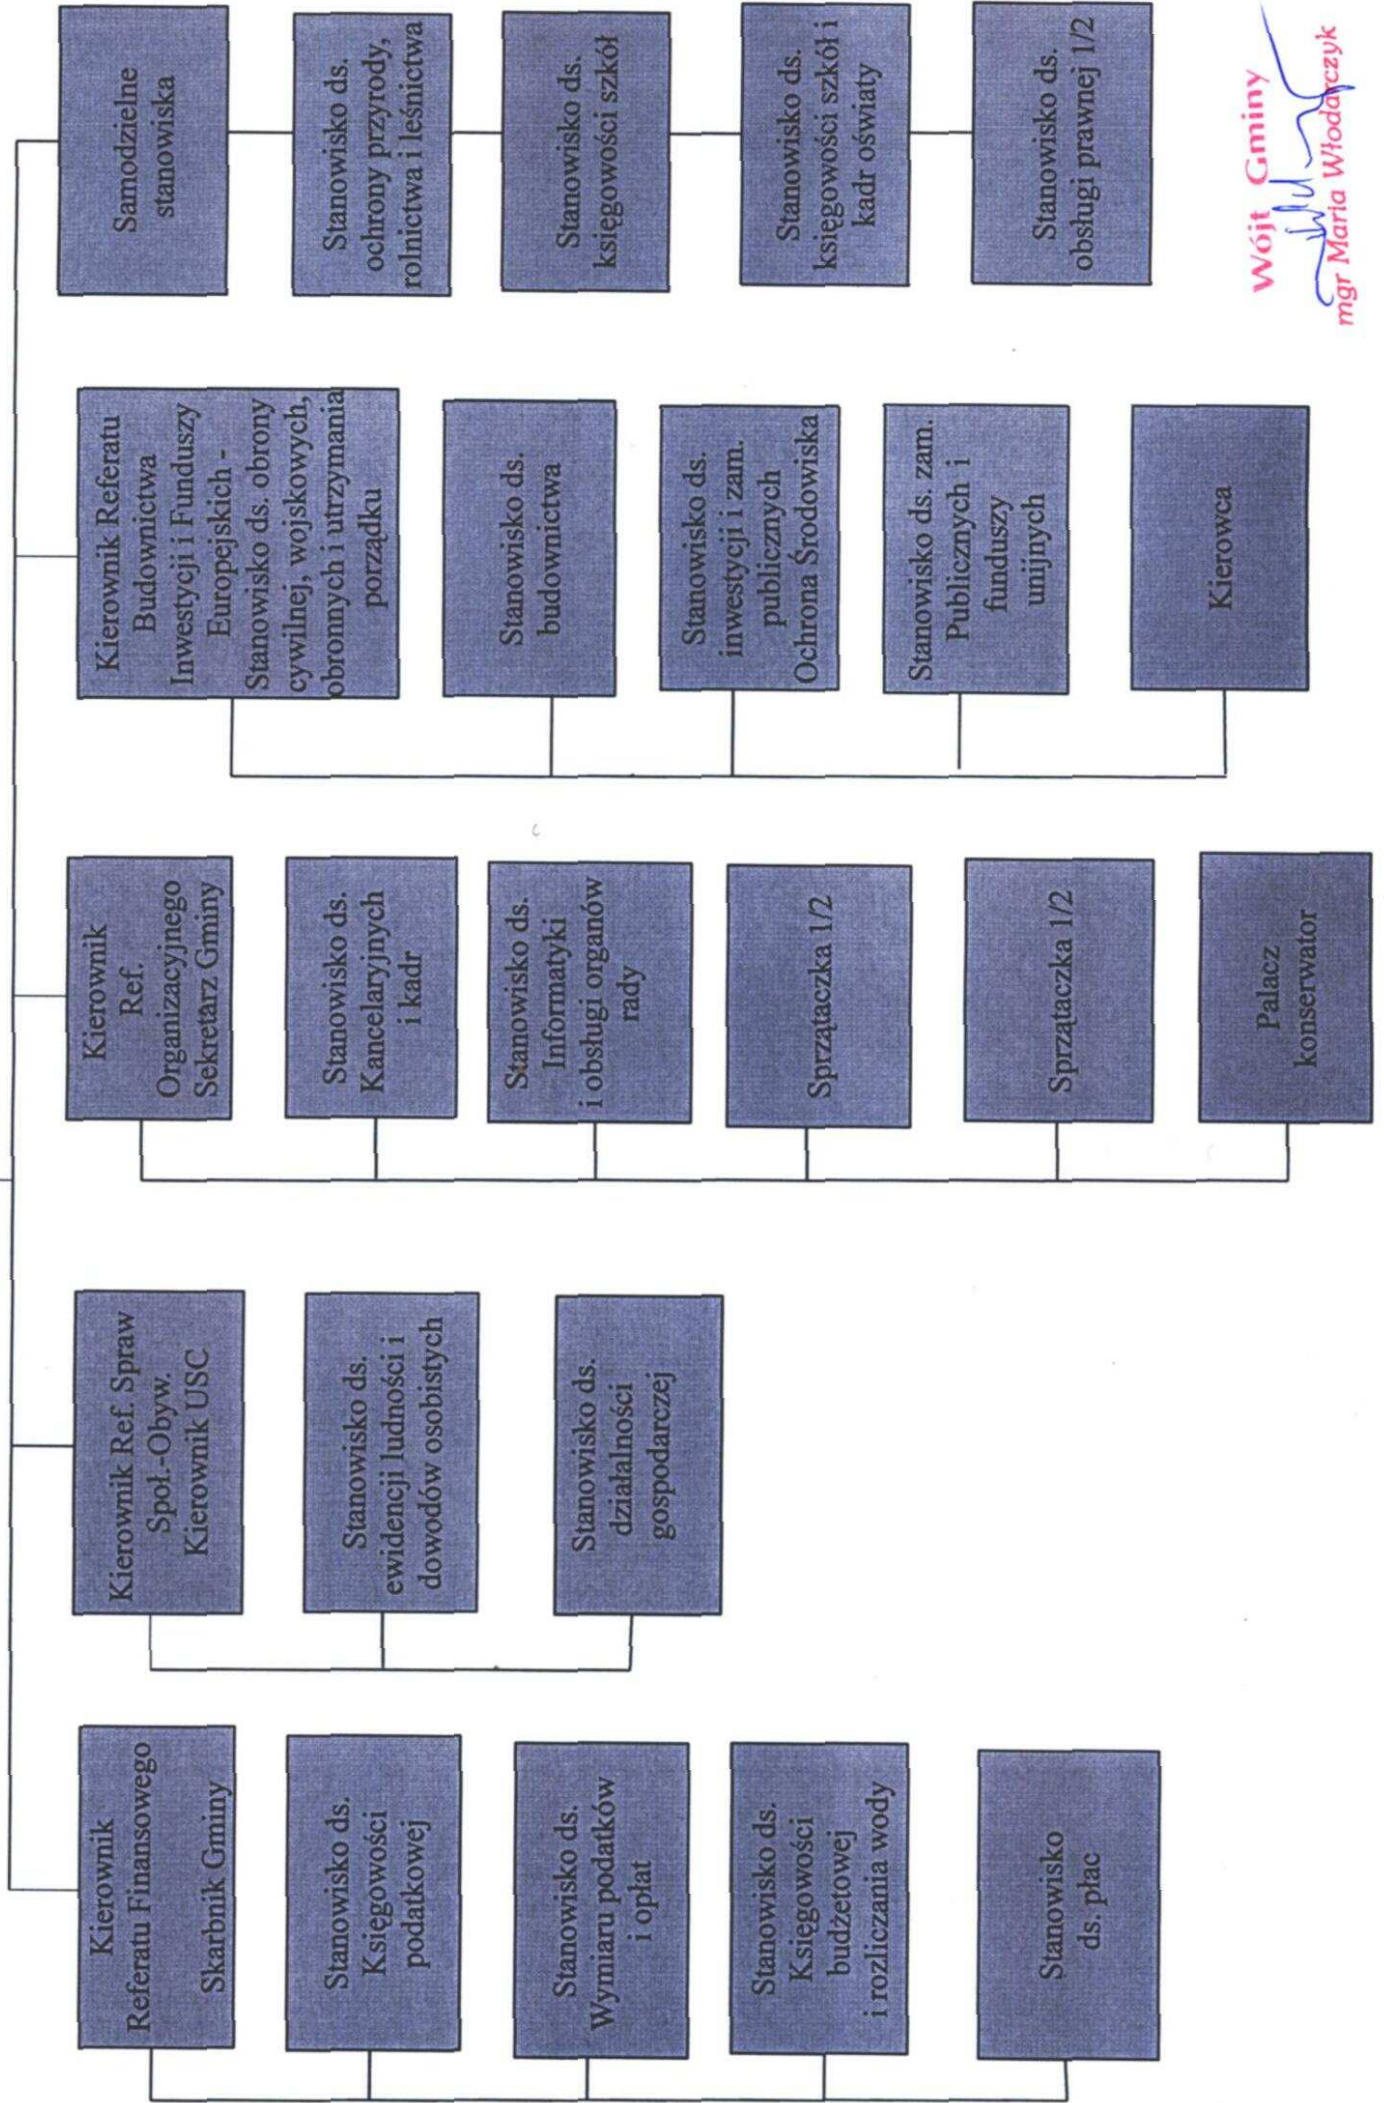 Kierownik
Referatu Finansowego
Skarbnik Gminy
Stanowisko ds.
Księgowości
podatkowej
Stanowisko ds.
Wymiaru podatków
i opłat
Stanowisko ds.
Księgowości
budżetowej
i rozliczania wody
Stanowisko
ds. płac
Kierownik Ref. Spraw
Społ.-Obyw.
Kierownik USC
Stanowisko ds.
ewidencji ludności i
dowodów osobistych
Stanowisko ds.
działalności
gospodarczej
Kierownik
Ref.
Organizacyjnego
Sekretarz Gminy
Stanowisko ds.
Kancelaryjnych
i kadr
Stanowisko ds.
Informatyki
i obsługi organów
rady
Sprzątaczka 1/2
Sprzątaczka 1/2
Palacz
konserwator
Kierownik Referatu
Budownictwa
Inwestycji i Funduszy
Europejskich -
Stanowisko ds. obrony
cywilnej, wojskowych,
obronnych i utrzymania
porządku
Stanowisko ds.
budownictwa
Stanowisko ds.
inwestycji i zam.
publicznych
Ochrona Środowiska
Stanowisko ds. zam.
Publicznych i
funduszy
unijnych
Kierowca
Samodzielne
stanowiska
Stanowisko ds.
ochrony przyrody,
rolnictwa i leśnictwa
Stanowisko ds.
księgowości szkół
Stanowisko ds.
księgowości szkół i
kadr oświaty
Stanowisko ds.
obsługi prawnej 1/2
Wójt Gminy
mgr Maria Włodarczyk